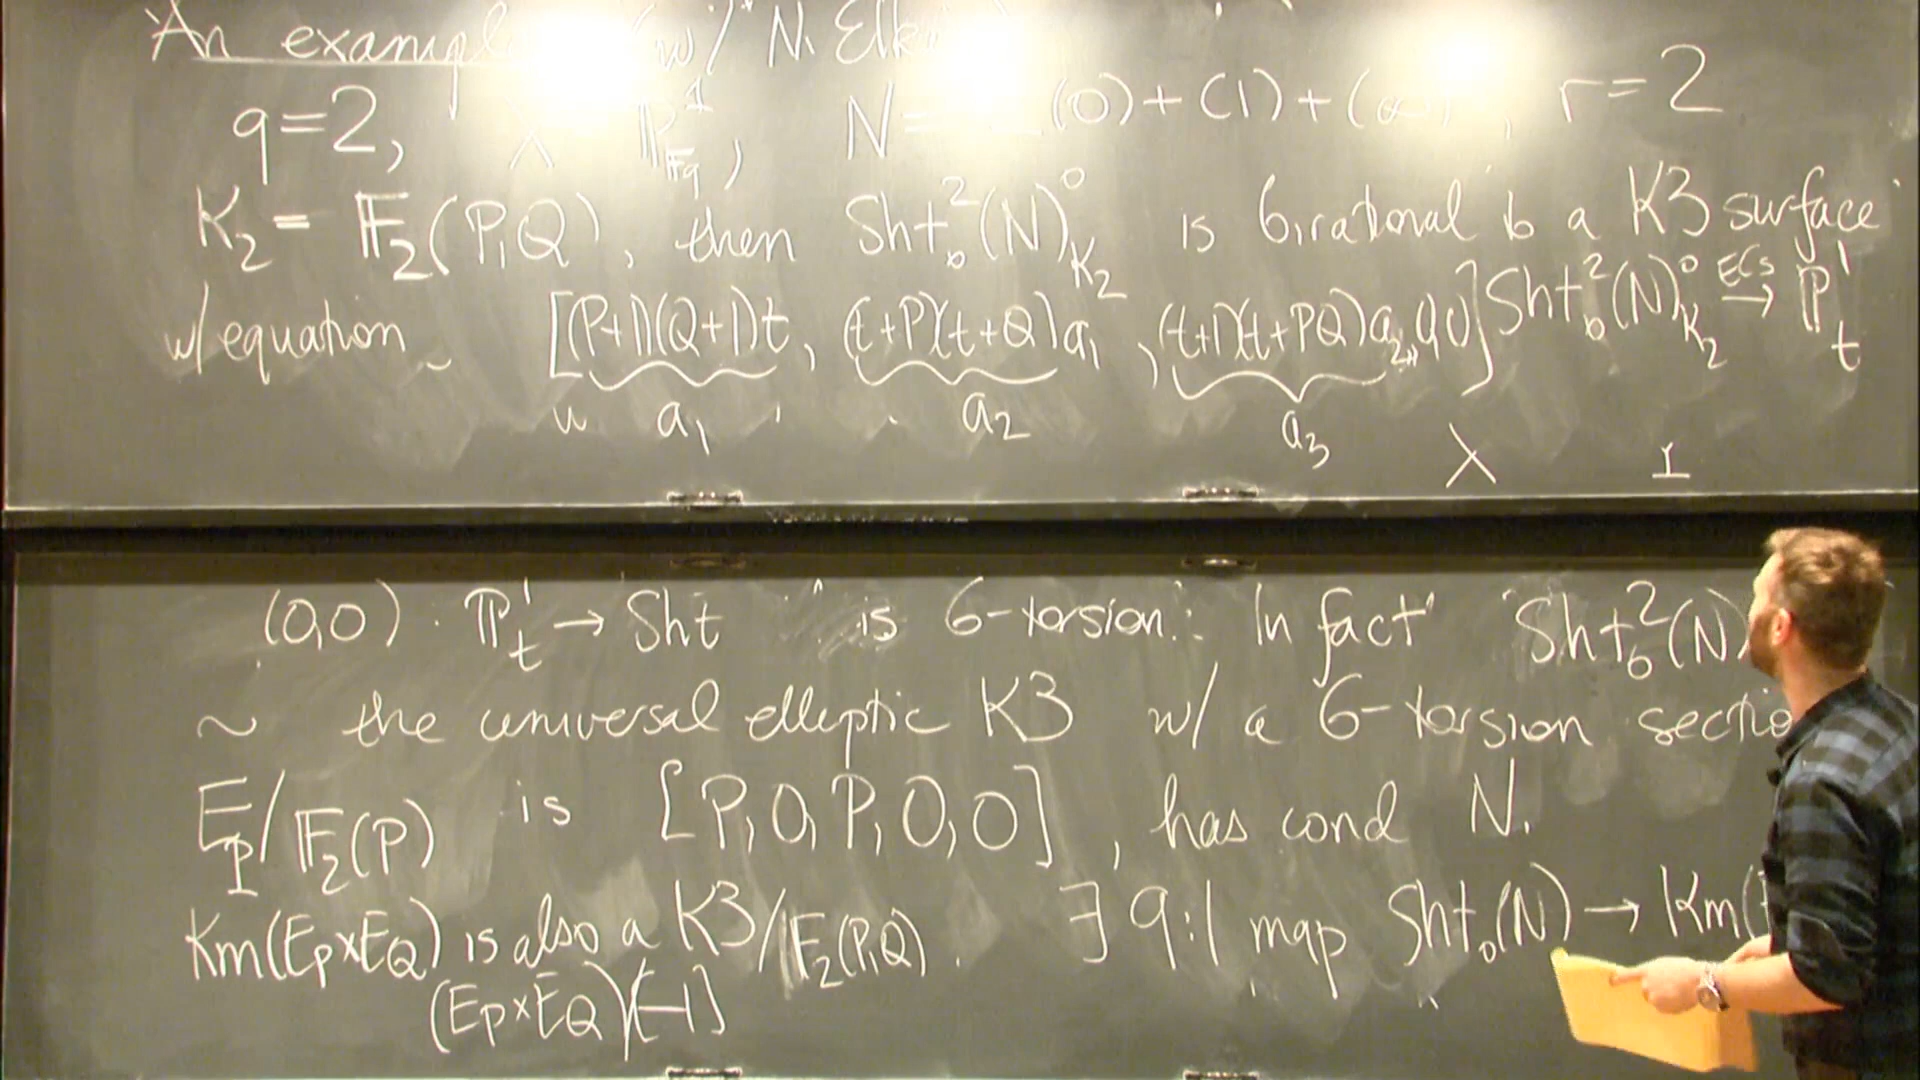 An example (w/ N. Elki
q=2, X = ℙ¹_{𝔽_q}, N= (0)+(1)+(∞), r=2
K₂ = 𝔽₂(P,Q), then Sht₀²(N)⁰_{K₂} is birational to a K3 surface
w/ equation [(P+1)(Q+1)t, (t+P)(t+Q)a₁, (t+1)(t+PQ)a₂, 0, 0] Sht₀²(N)⁰_{K₂} →^{ECs} ℙ¹_t
a₁ a₂ a₃ λ I
(0,0) · ℙ¹_t → Sht is 6-torsion. In fact Sht₀²(N)
~ the universal elliptic K3 w/ a 6-torsion sectio
E_P/𝔽₂(P) is [P,0,P,0,0], has cond N.
Km(E_P×E_Q) is also a K3/𝔽₂(P,Q). ∃ 9:1 map Sht₀(N) → Km(
(E_P×E_Q)/[-1]